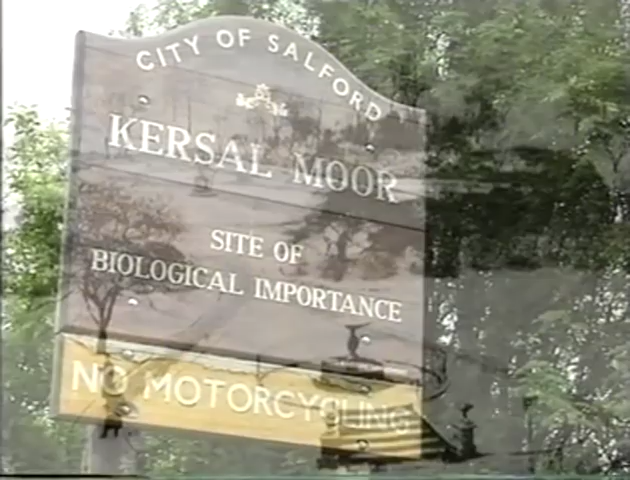 CITY OF SALFORD
KERSAL MOOR
SITE OF
BIOLOGICAL IMPORTANCE
NO MOTORCYCLING